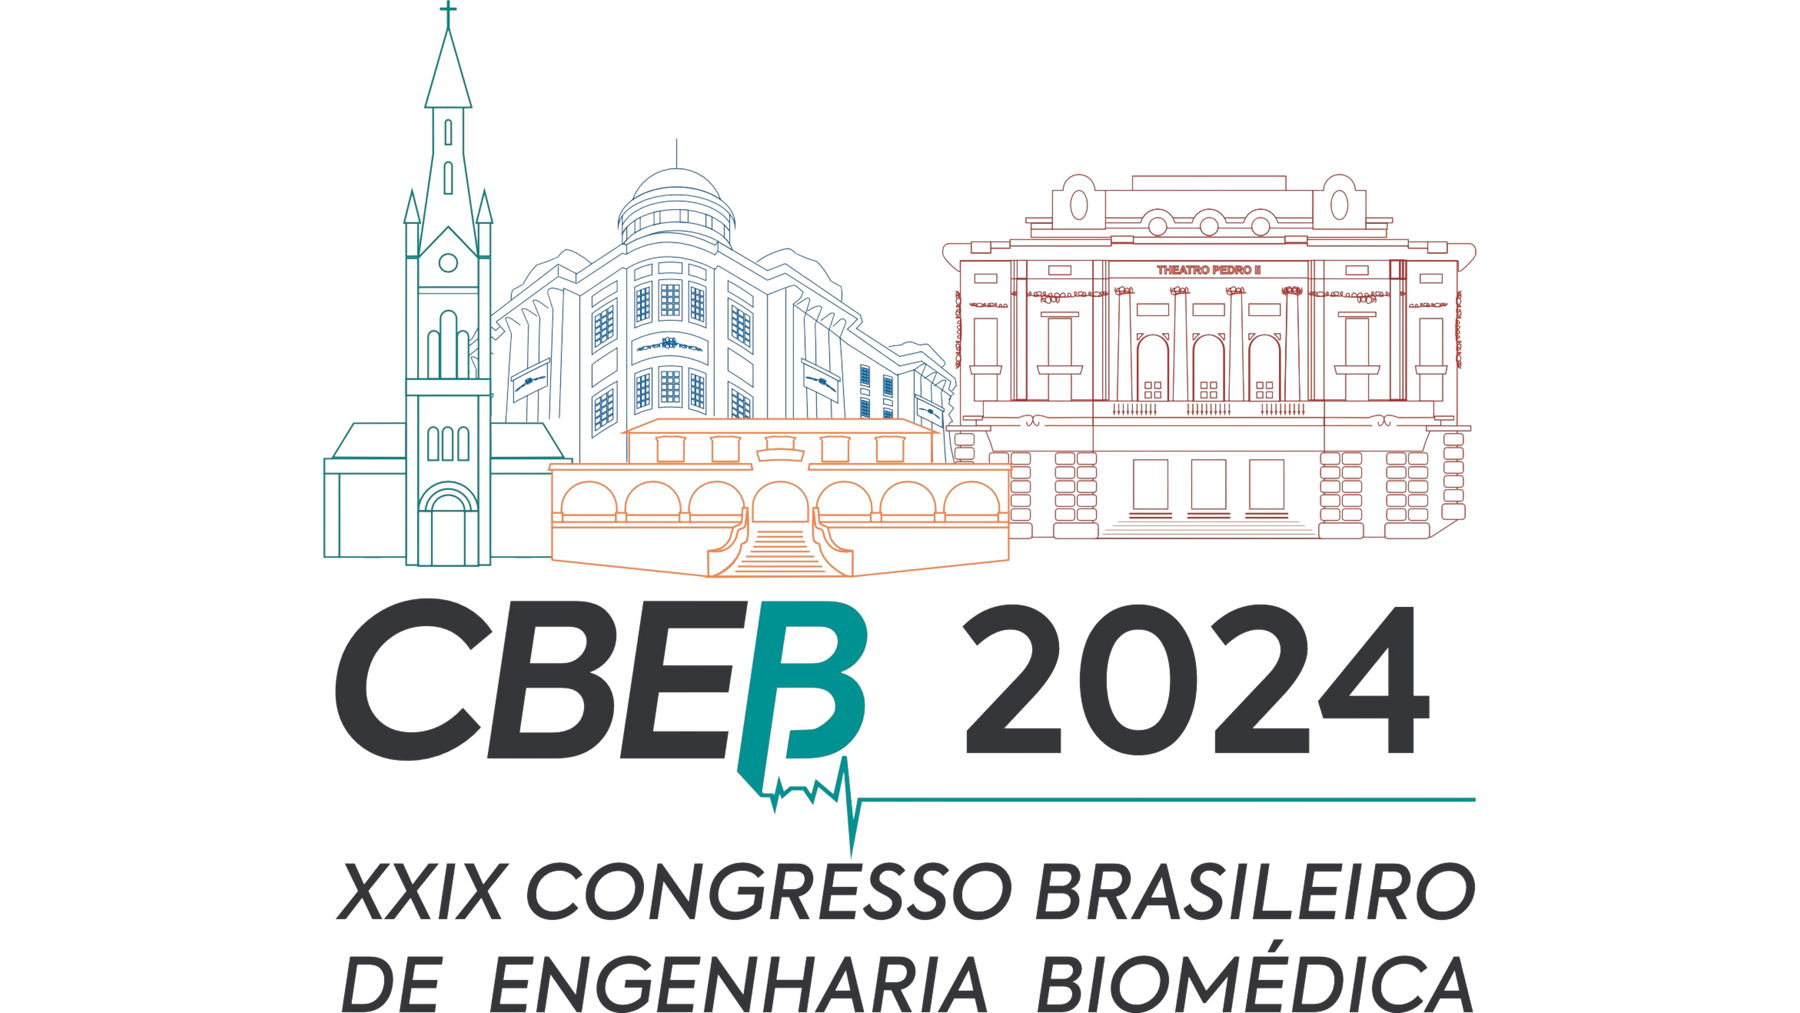 THEATRO PEDRO II
CBEB 2024
XXIX CONGRESSO BRASILEIRO
DE ENGENHARIA BIOMÉDICA